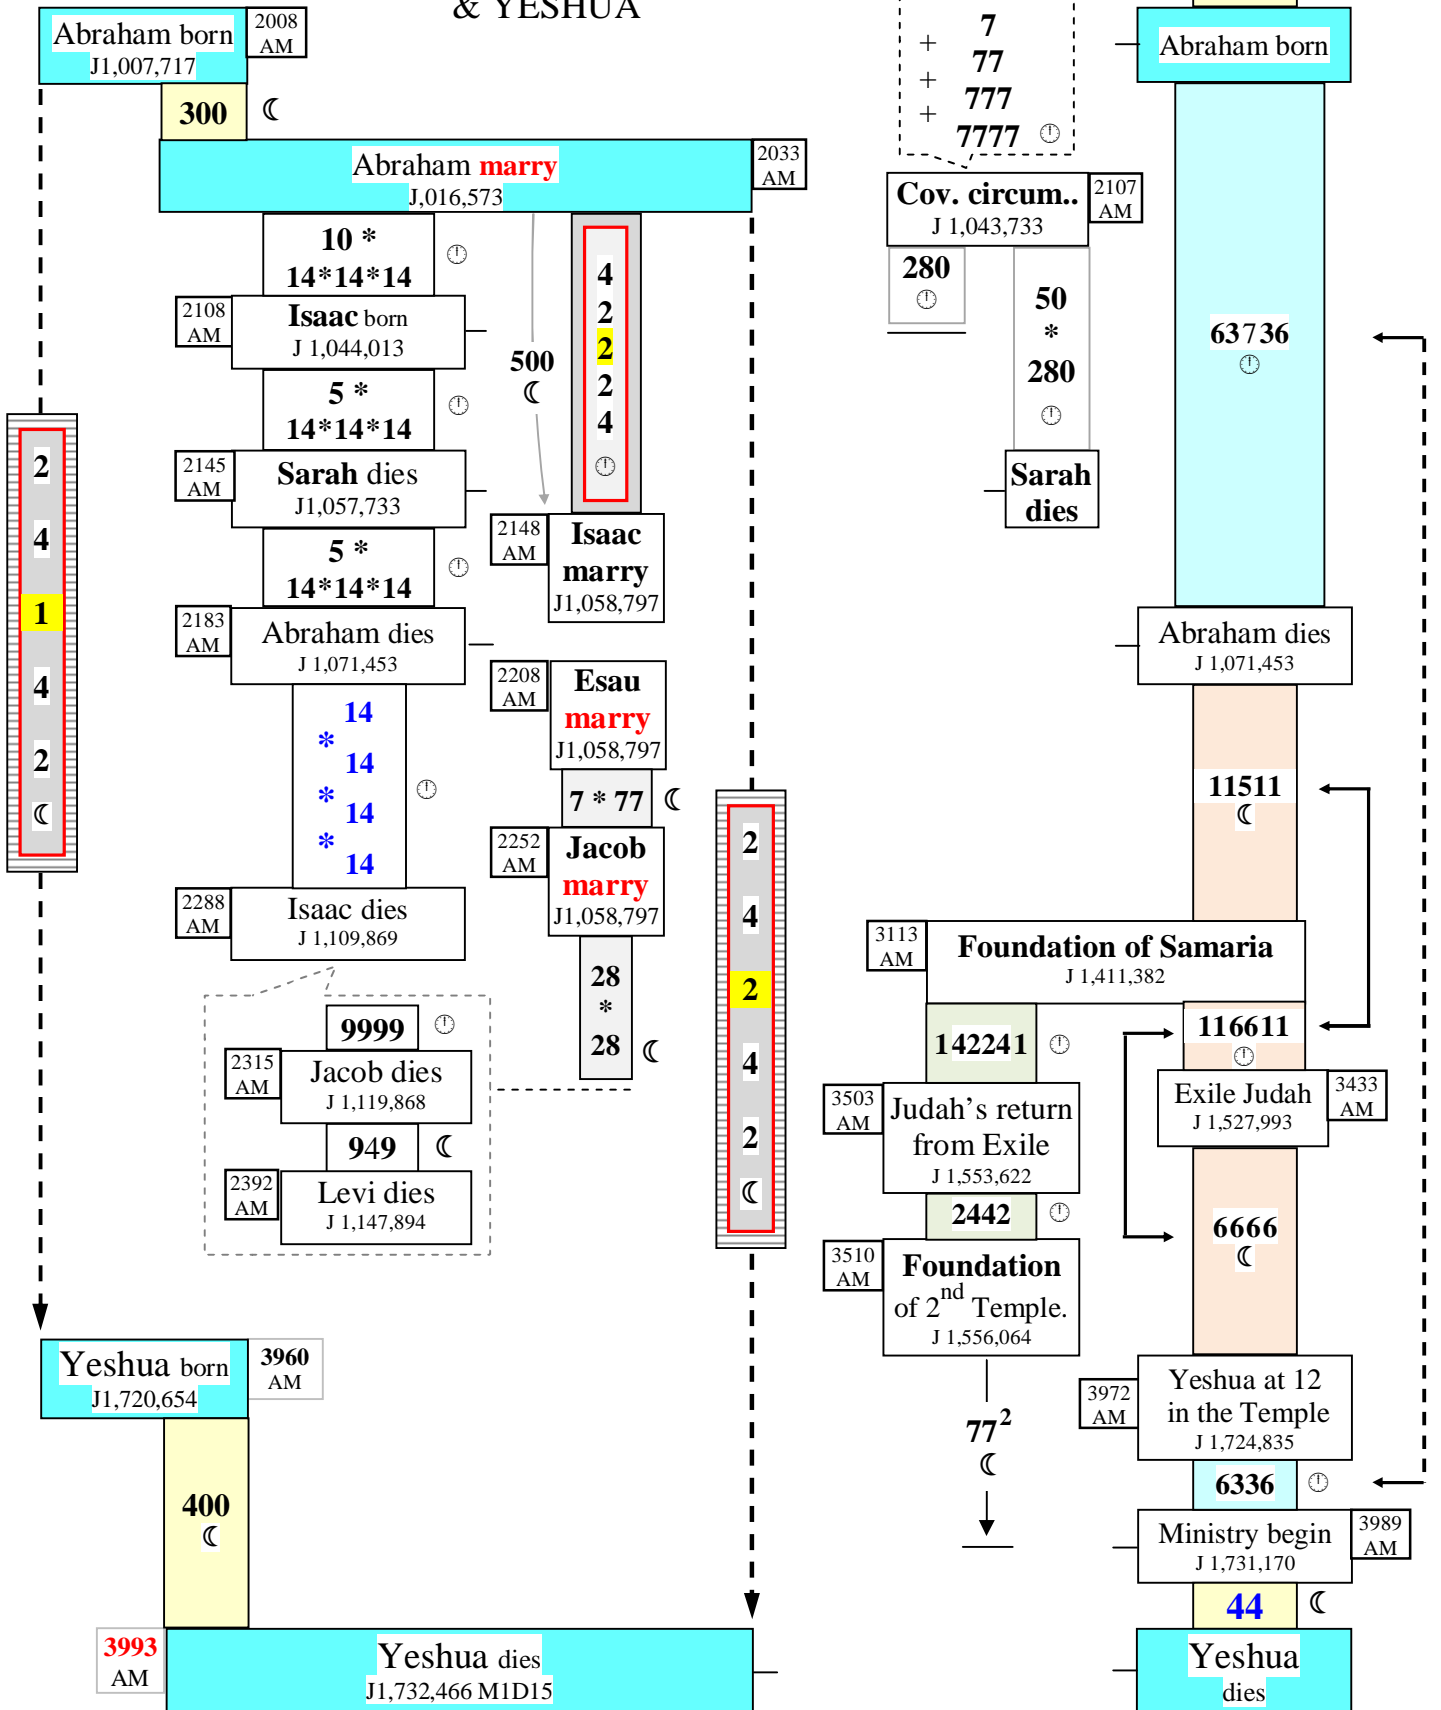 & YESHUA
Abraham born
J1,007,717
2008
AM
300 ☾
Abraham marry
J,016,573
2033
AM
10 *
14*14*14
2108
AM
Isaac born
J 1,044,013
5 *
14*14*14
2145
AM
Sarah dies
J1,057,733
5 *
14*14*14
2183
AM
Abraham dies
J 1,071,453
14
*
14
*
14
*
14
2288
AM
Isaac dies
J 1,109,869
9999
2315
AM
Jacob dies
J 1,119,868
949 ☾
2392
AM
Levi dies
J 1,147,894
500
☾
4
2
2
2
4
2148
AM
Isaac
marry
J1,058,797
2208
AM
Esau
marry
J1,058,797
7 * 77 ☾
2252
AM
Jacob
marry
J1,058,797
28
*
28 ☾
2
4
1
4
2
☾
2
4
2
4
2
☾
Yeshua born
J1,720,654
3960
AM
400
☾
3993
AM
Yeshua dies
J1,732,466 M1D15
7
+
77
+
777
+
7777
Cov. circum..
J 1,043,733
2107
AM
280
50
*
280
Sarah
dies
Abraham born
63736
Abraham dies
J 1,071,453
11511
☾
3113
AM
Foundation of Samaria
J 1,411,382
142241
116611
3503
AM
Judah’s return
from Exile
J 1,553,622
Exile Judah
J 1,527,993
3433
AM
2442
6666
☾
3510
AM
Foundation
of 2nd Temple.
J 1,556,064
77²
☾
3972
AM
Yeshua at 12
in the Temple
J 1,724,835
6336
Ministry begin
J 1,731,170
3989
AM
44 ☾
Yeshua
dies